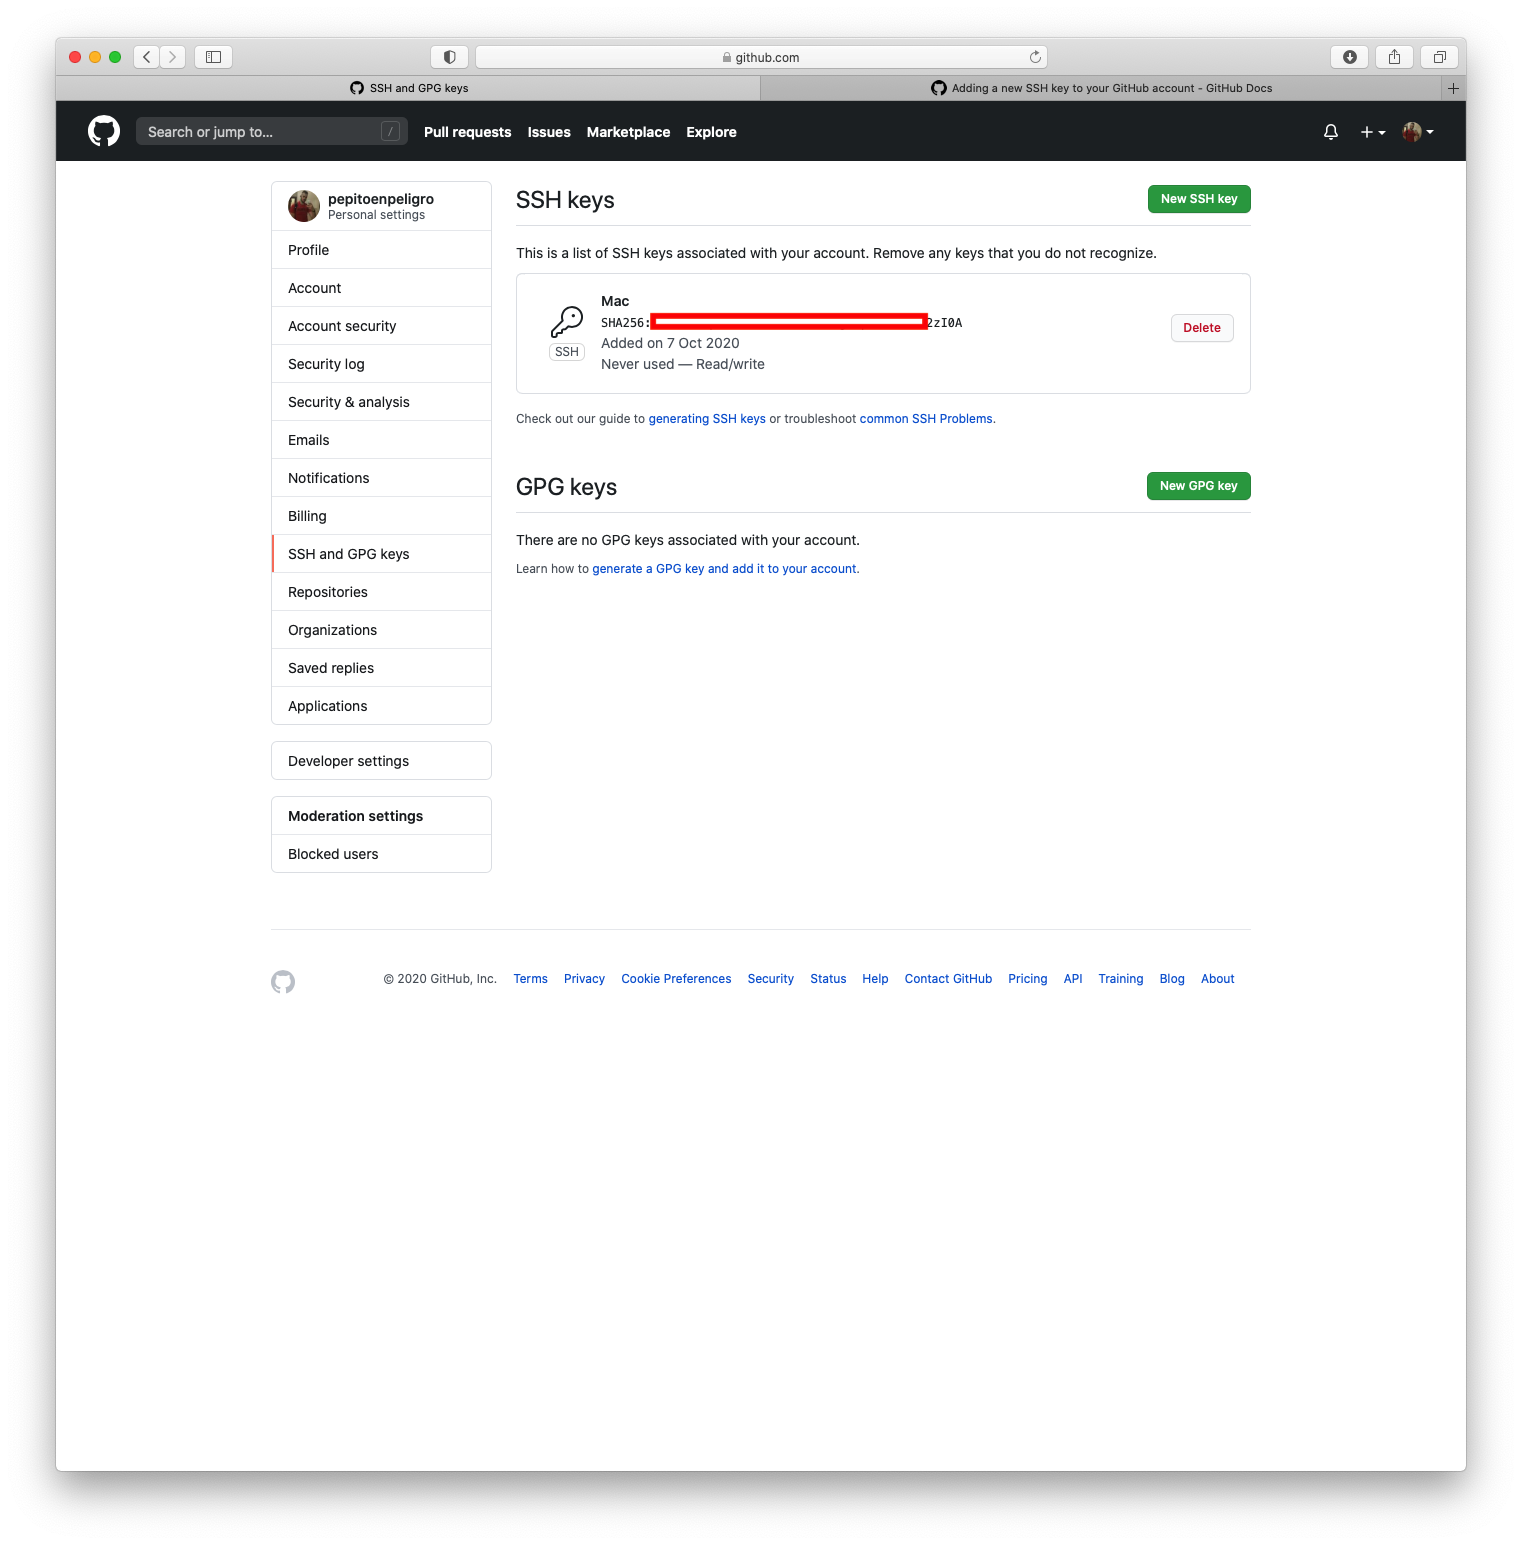 github.com
SSH and GPG keys
Adding a new SSH key to your GitHub account - GitHub Docs
Search or jump to... /
Pull requests Issues Marketplace Explore
pepitoenpeligro
Personal settings
Profile
Account
Account security
Security log
Security & analysis
Emails
Notifications
Billing
SSH and GPG keys
Repositories
Organizations
Saved replies
Applications
Developer settings
Moderation settings
Blocked users
SSH keys
New SSH key
This is a list of SSH keys associated with your account. Remove any keys that you do not recognize.
Mac
SHA256: 2zI0A
Added on 7 Oct 2020
Never used — Read/write
SSH
Delete
Check out our guide to generating SSH keys or troubleshoot common SSH Problems.
GPG keys
New GPG key
There are no GPG keys associated with your account.
Learn how to generate a GPG key and add it to your account.
© 2020 GitHub, Inc. Terms Privacy Cookie Preferences Security Status Help Contact GitHub Pricing API Training Blog About